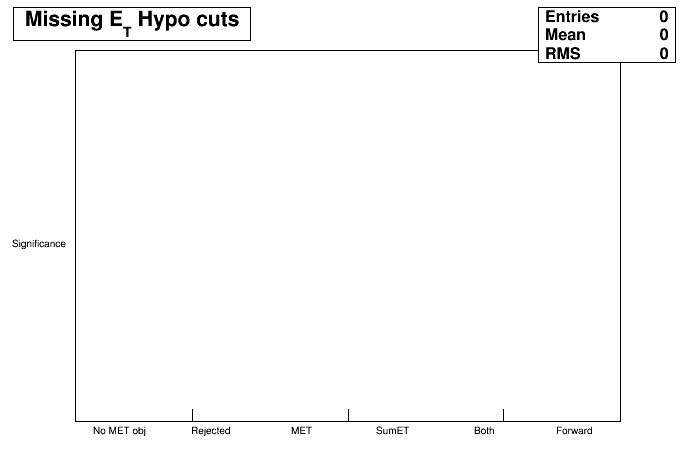 Missing E_T Hypo cuts
Entries 0
Mean 0
RMS 0
Significance
No MET obj Rejected MET SumET Both Forward